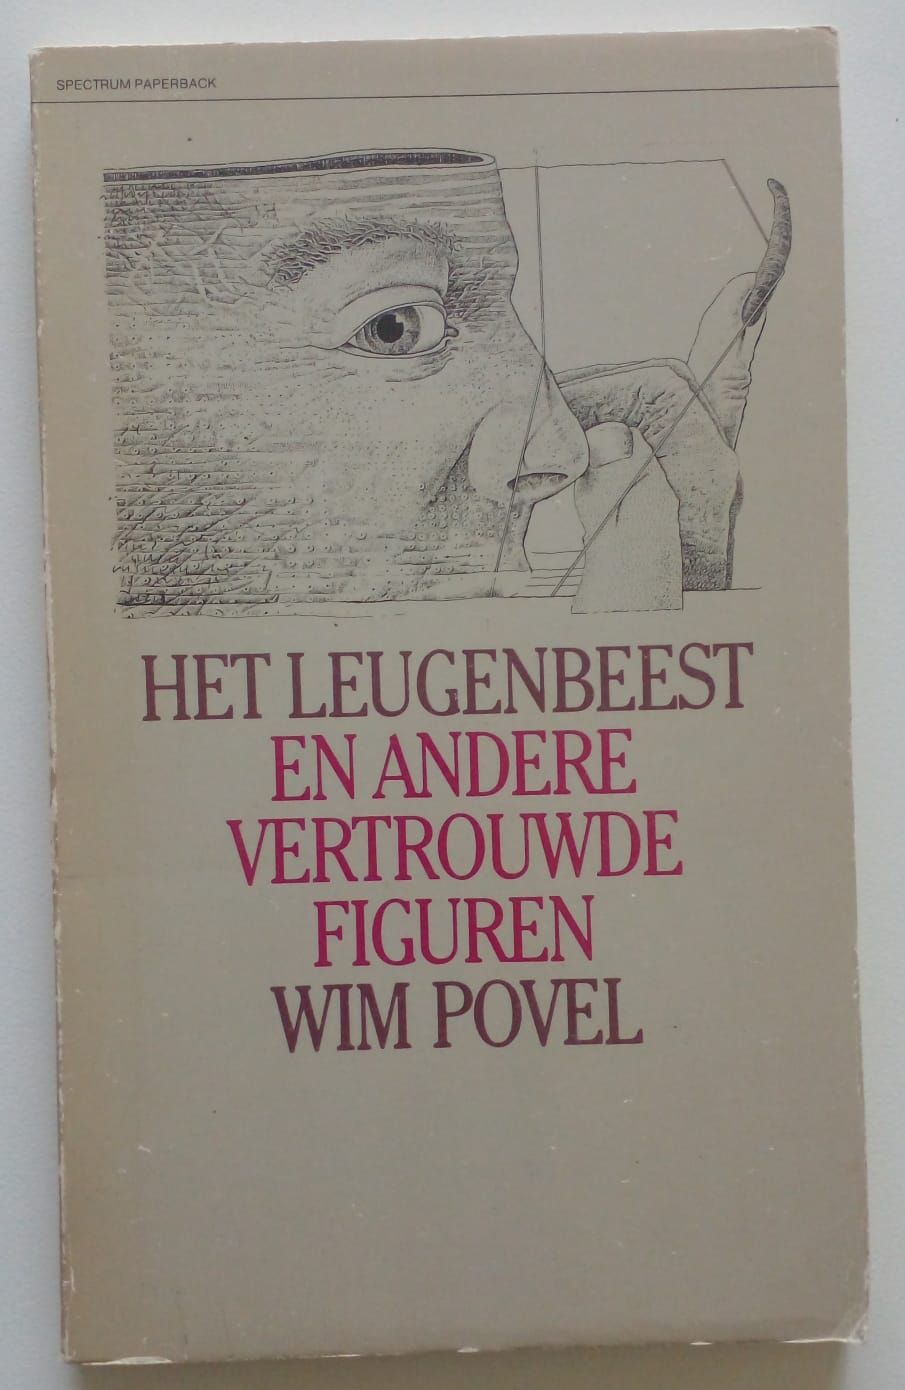 SPECTRUM PAPERBACK
HET LEUGENBEEST
EN ANDERE
VERTROUWDE
FIGUREN
WIM POVEL